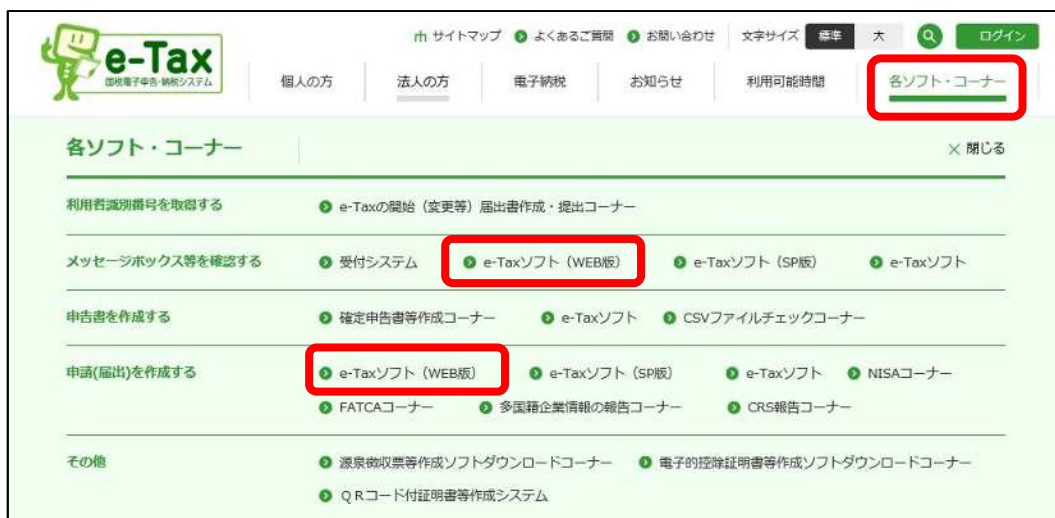 サイトマップ よくあるご質問 お問い合わせ 文字サイズ 標準 大 ログイン
e-Tax
国税電子申告・納税システム
個人の方 法人の方 電子納税 お知らせ 利用可能時間 各ソフト・コーナー
各ソフト・コーナー × 閉じる
利用者識別番号を取得する e-Taxの開始（変更等）届出書作成・提出コーナー
メッセージボックス等を確認する 受付システム e-Taxソフト（WEB版） e-Taxソフト（SP版） e-Taxソフト
申告書を作成する 確定申告書等作成コーナー e-Taxソフト CSVファイルチェックコーナー
申請(届出)を作成する e-Taxソフト（WEB版） e-Taxソフト（SP版） e-Taxソフト NISAコーナー
FATCAコーナー 多国籍企業情報の報告コーナー CRS報告コーナー
その他 源泉徴収票等作成ソフトダウンロードコーナー 電子的控除証明書等作成ソフトダウンロードコーナー
ＱＲコード付証明書等作成システム